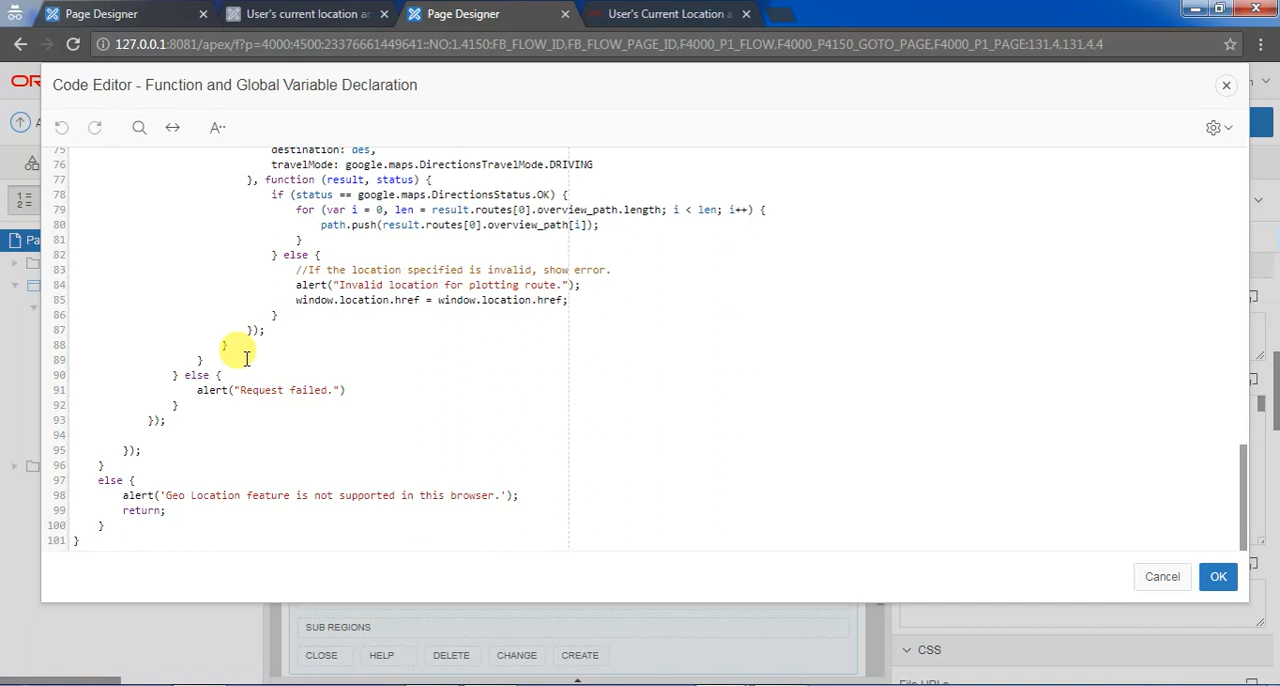 Page Designer
User's current location a
Page Designer
User's Current Location a
127.0.0.1:8081/apex/f?p=4000:4500:23376661449641::NO:1,4150:FB_FLOW_ID,FB_FLOW_PAGE_ID,F4000_P1_FLOW,F4000_P4150_GOTO_PAGE,F4000_P1_PAGE:131,4,131,4,4
OR
Code Editor - Function and Global Variable Declaration
75 destination: des,
76 travelMode: google.maps.DirectionsTravelMode.DRIVING
77 }, function (result, status) {
78 if (status == google.maps.DirectionsStatus.OK) {
79 for (var i = 0, len = result.routes[0].overview_path.length; i < len; i++) {
80 path.push(result.routes[0].overview_path[i]);
81 }
82 } else {
83 //If the location specified is invalid, show error.
84 alert("Invalid location for plotting route.");
85 window.location.href = window.location.href;
86 }
87 });
88 }
89 }
90 } else {
91 alert("Request failed.")
92 }
93 });
94
95 });
96 }
97 else {
98 alert('Geo Location feature is not supported in this browser.');
99 return;
100 }
101 }
Pa
Cancel
OK
SUB REGIONS
CLOSE HELP DELETE CHANGE CREATE
CSS